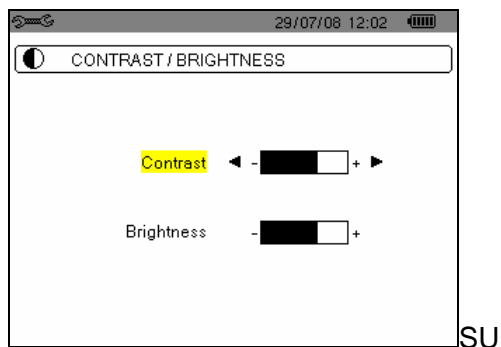 29/07/08 12:02
CONTRAST / BRIGHTNESS
Contrast ◄ - + ►
Brightness - +
SU